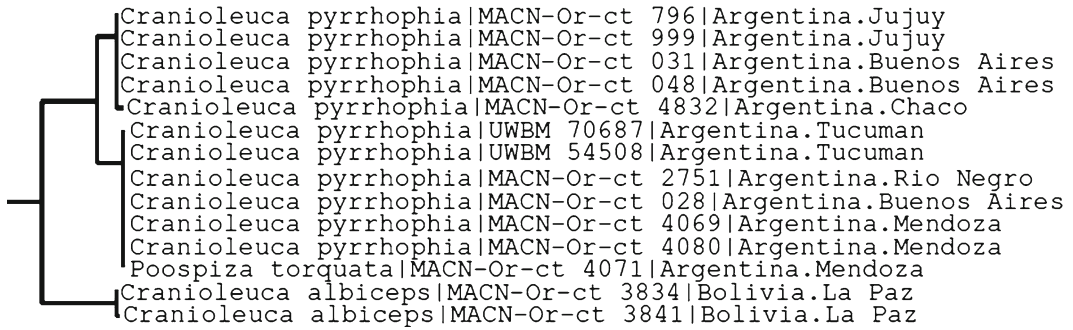 Cranioleuca pyrrhophia|MACN-Or-ct 796|Argentina.Jujuy
Cranioleuca pyrrhophia|MACN-Or-ct 999|Argentina.Jujuy
Cranioleuca pyrrhophia|MACN-Or-ct 031|Argentina.Buenos Aires
Cranioleuca pyrrhophia|MACN-Or-ct 048|Argentina.Buenos Aires
Cranioleuca pyrrhophia|MACN-Or-ct 4832|Argentina.Chaco
Cranioleuca pyrrhophia|UWBM 70687|Argentina.Tucuman
Cranioleuca pyrrhophia|UWBM 54508|Argentina.Tucuman
Cranioleuca pyrrhophia|MACN-Or-ct 2751|Argentina.Rio Negro
Cranioleuca pyrrhophia|MACN-Or-ct 028|Argentina.Buenos Aires
Cranioleuca pyrrhophia|MACN-Or-ct 4069|Argentina.Mendoza
Cranioleuca pyrrhophia|MACN-Or-ct 4080|Argentina.Mendoza
Poospiza torquata|MACN-Or-ct 4071|Argentina.Mendoza
Cranioleuca albiceps|MACN-Or-ct 3834|Bolivia.La Paz
Cranioleuca albiceps|MACN-Or-ct 3841|Bolivia.La Paz